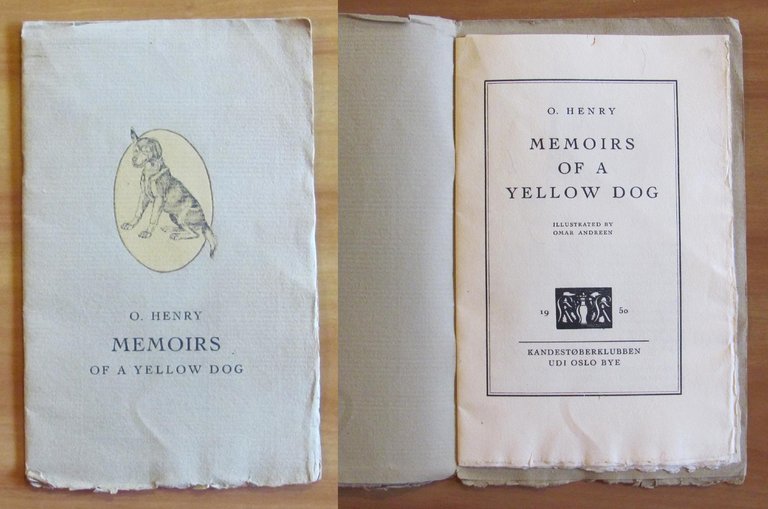 O. HENRY
MEMOIRS
OF A YELLOW DOG
O. HENRY
MEMOIRS
OF A
YELLOW DOG
ILLUSTRATED BY
OMAR ANDREEN
19 50
KANDESTØBERKLUBBEN
UDI OSLO BYE